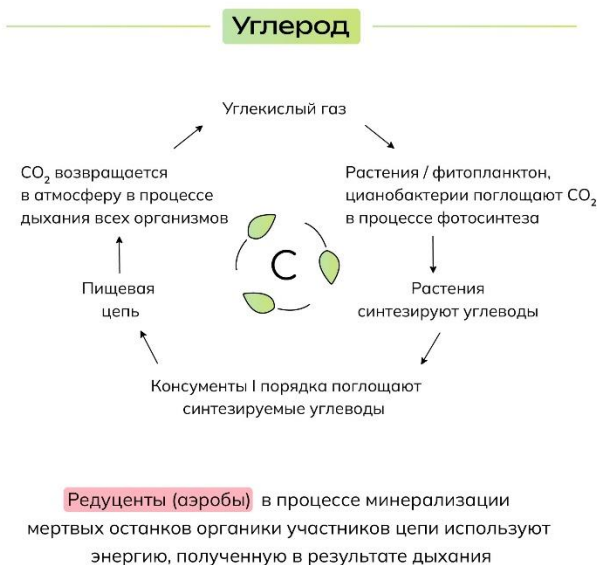 Углерод
Углекислый газ
Растения / фитопланктон,
цианобактерии поглощают CO₂
в процессе фотосинтеза
Растения
синтезируют углеводы
Консументы I порядка поглощают
синтезируемые углеводы
Пищевая
цепь
CO₂ возвращается
в атмосферу в процессе
дыхания всех организмов
C
Редуценты (аэробы) в процессе минерализации
мертвых останков органики участников цепи используют
энергию, полученную в результате дыхания